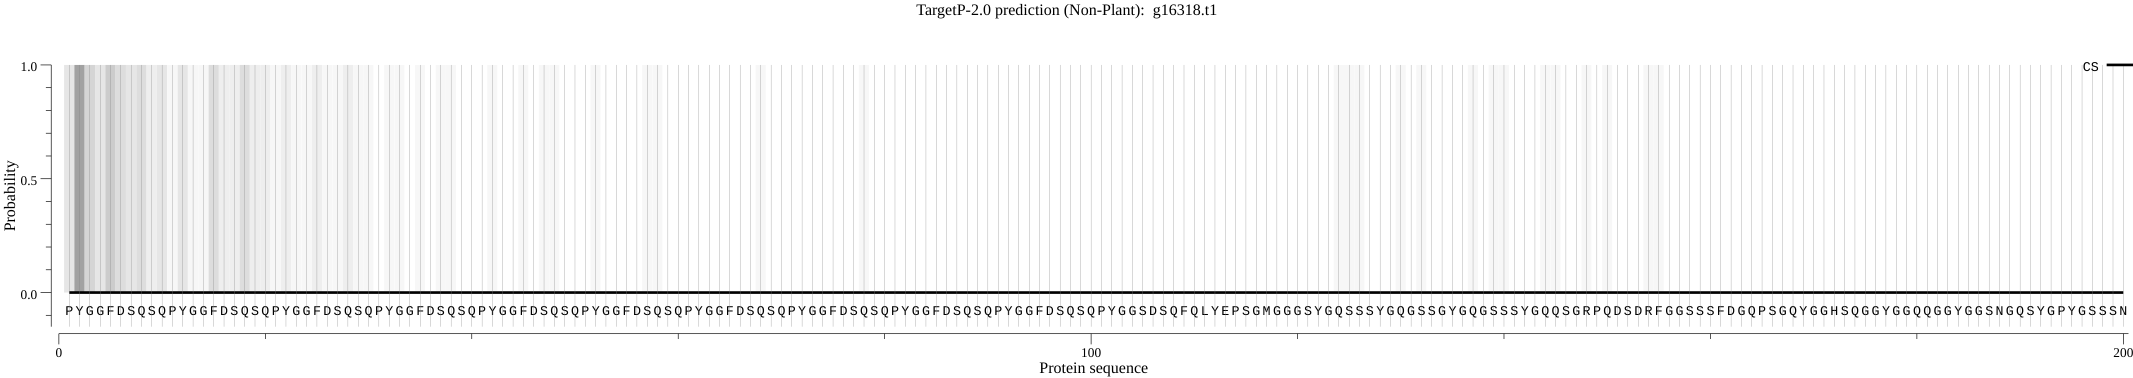 TargetP-2.0 prediction (Non-Plant): g16318.t1
1.0
CS
0.5
Probability
0.0
PYGGFDSQSQPYGGFDSQSQPYGGFDSQSQPYGGFDSQSQPYGGFDSQSQPYGGFDSQSQPYGGFDSQSQPYGGFDSQSQPYGGFDSQSQPYGGFDSQSQPYGGSDSQFQLYEPSGMGGGSYGQSSSYGQGSSGYGQGSSSYGQQSGRPQDSDRFGGSSSFDGQPSGQYGGHSQGGYGGQQGGYGGSNGQSYGPYGSSSN
0 100 200
Protein sequence